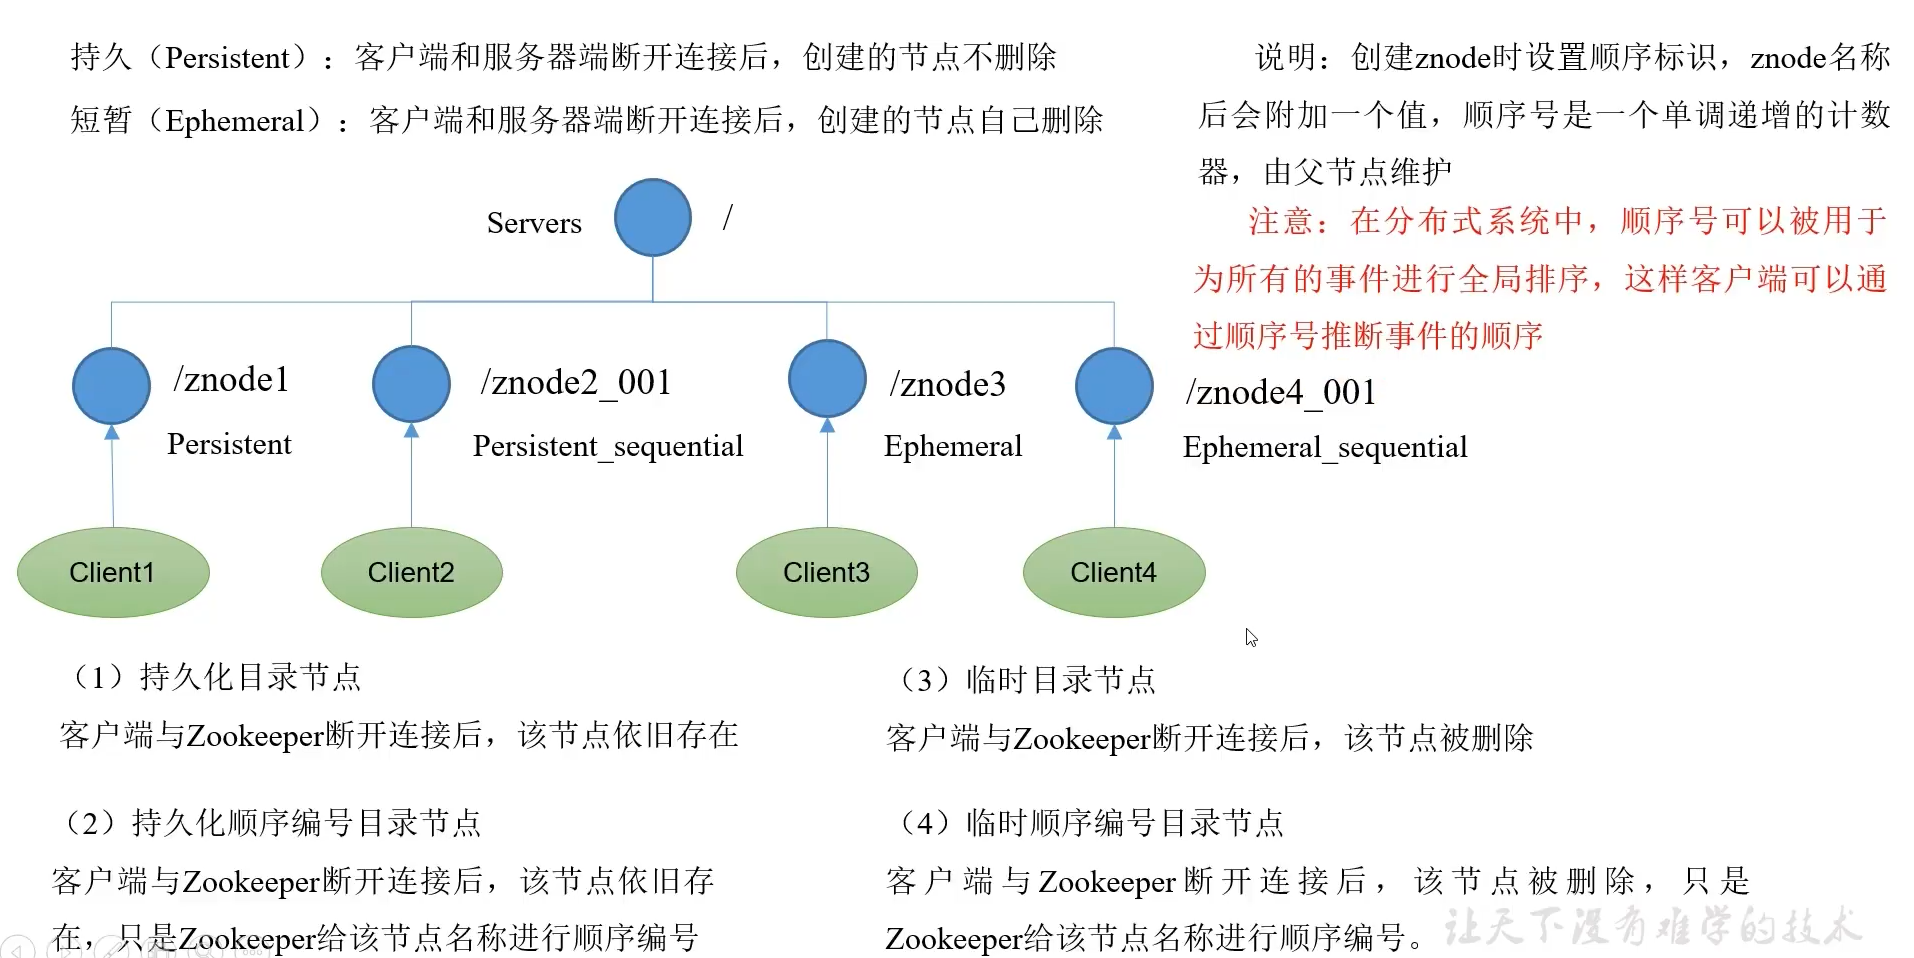 持久（Persistent）：客户端和服务器端断开连接后，创建的节点不删除
短暂（Ephemeral）：客户端和服务器端断开连接后，创建的节点自己删除
说明：创建znode时设置顺序标识，znode名称
后会附加一个值，顺序号是一个单调递增的计数
器，由父节点维护
注意：在分布式系统中，顺序号可以被用于
为所有的事件进行全局排序，这样客户端可以通
过顺序号推断事件的顺序
Servers
/
/znode1
Persistent
/znode2_001
Persistent_sequential
/znode3
Ephemeral
/znode4_001
Ephemeral_sequential
Client1
Client2
Client3
Client4
（1）持久化目录节点
客户端与Zookeeper断开连接后，该节点依旧存在
（2）持久化顺序编号目录节点
客户端与Zookeeper断开连接后，该节点依旧存
在，只是Zookeeper给该节点名称进行顺序编号
（3）临时目录节点
客户端与Zookeeper断开连接后，该节点被删除
（4）临时顺序编号目录节点
客户端与Zookeeper断开连接后，该节点被删除，只是
Zookeeper给该节点名称进行顺序编号。
让天下没有难学的技术